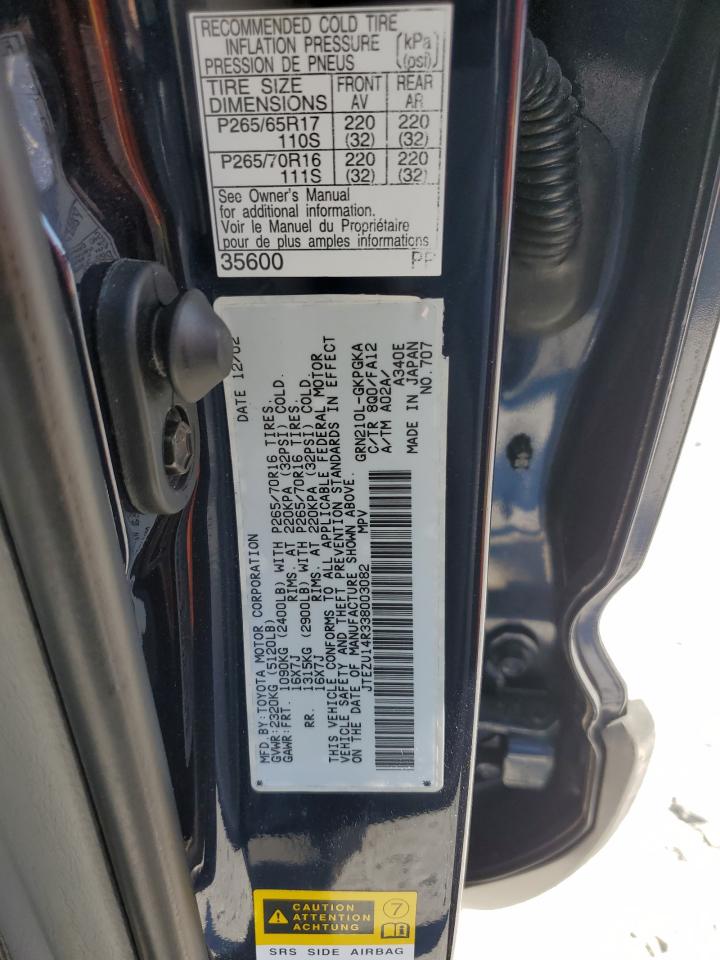 RECOMMENDED COLD TIRE
INFLATION PRESSURE
PRESSION DE PNEUS
(kPa)
(psi)
TIRE SIZE FRONT REAR
DIMENSIONS AV AR
P265/65R17 220 220
110S (32) (32)
P265/70R16 220 220
111S (32) (32)
See Owner's Manual
for additional information.
Voir le Manuel du Propriétaire
pour de plus amples informations
35600
MFD BY: TOYOTA MOTOR CORPORATION DATE 12/02
GVWR: 2320KG (5120LB)
GAWR: FRT. 1090KG (2400LB) WITH P265/70R16 TIRES.
16X7J RIMS. AT 220KPA (32PSI) COLD.
RR. 1315KG (2900LB) WITH P265/70R16 TIRES.
16X7J RIMS. AT 220KPA (32PSI) COLD
THIS VEHICLE CONFORMS TO ALL APPLICABLE FEDERAL MOTOR
VEHICLE SAFETY AND THEFT PREVENTION STANDARDS IN EFFECT
ON THE DATE OF MANUFACTURE SHOWN ABOVE.
JTEZU14R338003082 MPV
GRN210L-GKPGKA
C/TR 8Q0/FA12
A/TM A02A/
A340E
MADE IN JAPAN
NO. 707
CAUTION
ATTENTION
ACHTUNG
7
SRS SIDE AIRBAG